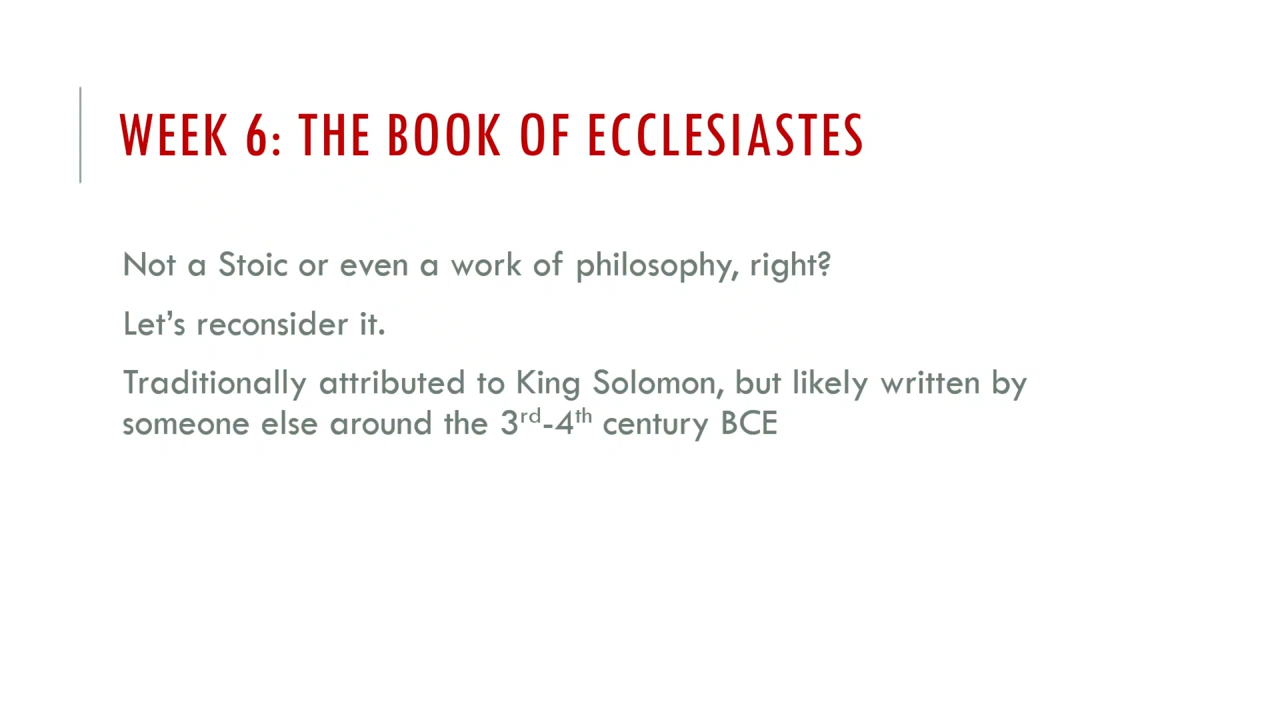 WEEK 6: THE BOOK OF ECCLESIASTES
Not a Stoic or even a work of philosophy, right?
Let’s reconsider it.
Traditionally attributed to King Solomon, but likely written by
someone else around the 3rd-4th century BCE